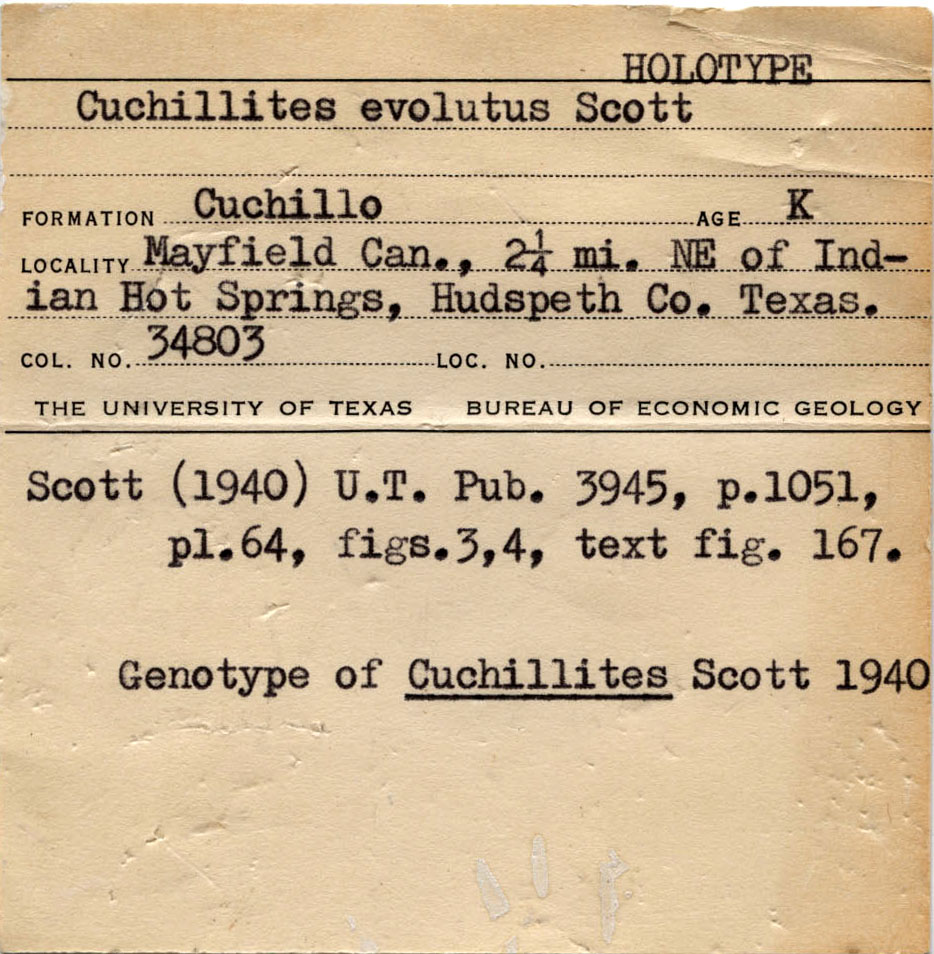 HOLOTYPE
Cuchillites evolutus Scott
FORMATION Cuchillo AGE K
LOCALITY Mayfield Can., 2¼ mi. NE of Ind-
ian Hot Springs, Hudspeth Co. Texas.
COL. NO. 34803 LOC. NO.
THE UNIVERSITY OF TEXAS BUREAU OF ECONOMIC GEOLOGY
Scott (1940) U.T. Pub. 3945, p.1051,
pl.64, figs.3,4, text fig. 167.
Genotype of Cuchillites Scott 1940